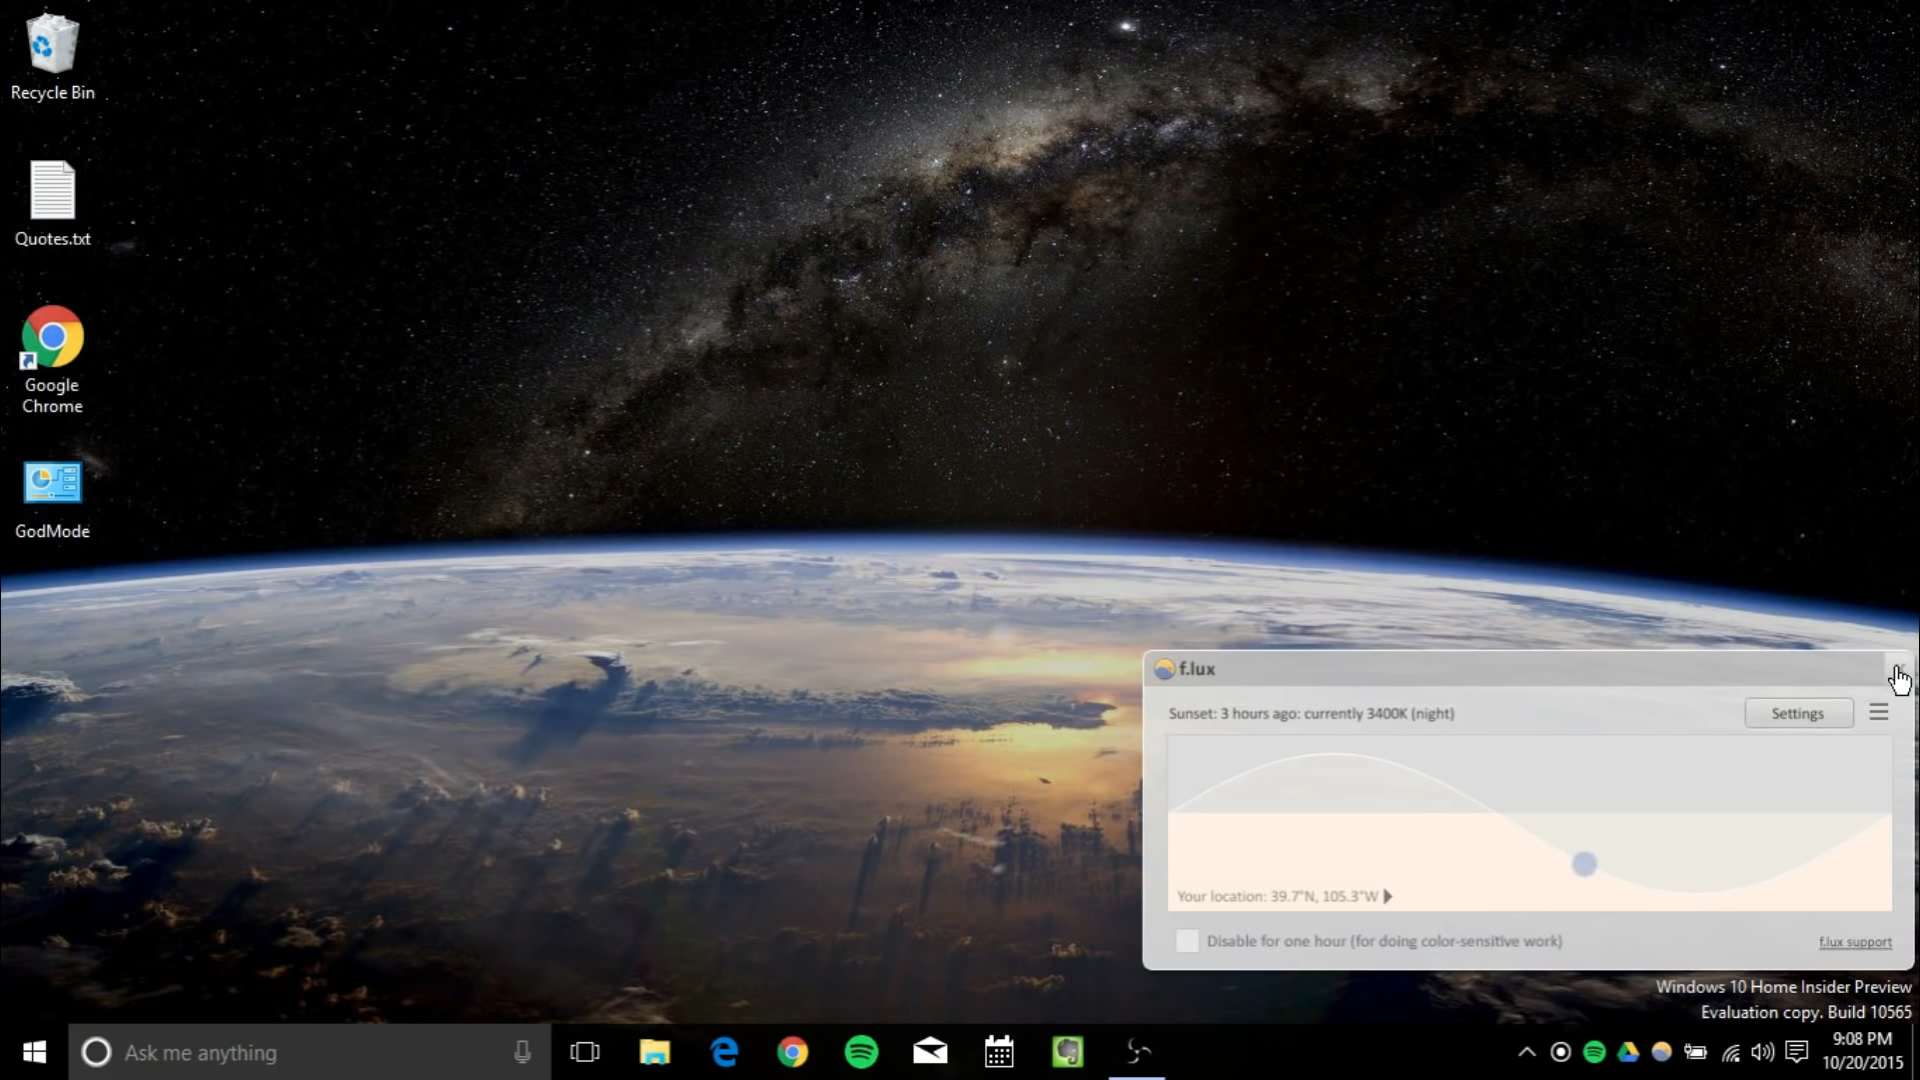 Recycle Bin
Quotes.txt
Google
Chrome
GodMode
f.lux
Sunset: 3 hours ago: currently 3400K (night)
Settings
Your location: 39.7°N, 105.3°W
Disable for one hour (for doing color-sensitive work)
f.lux support
Windows 10 Home Insider Preview
Evaluation copy. Build 10565
Ask me anything
9:08 PM
10/20/2015